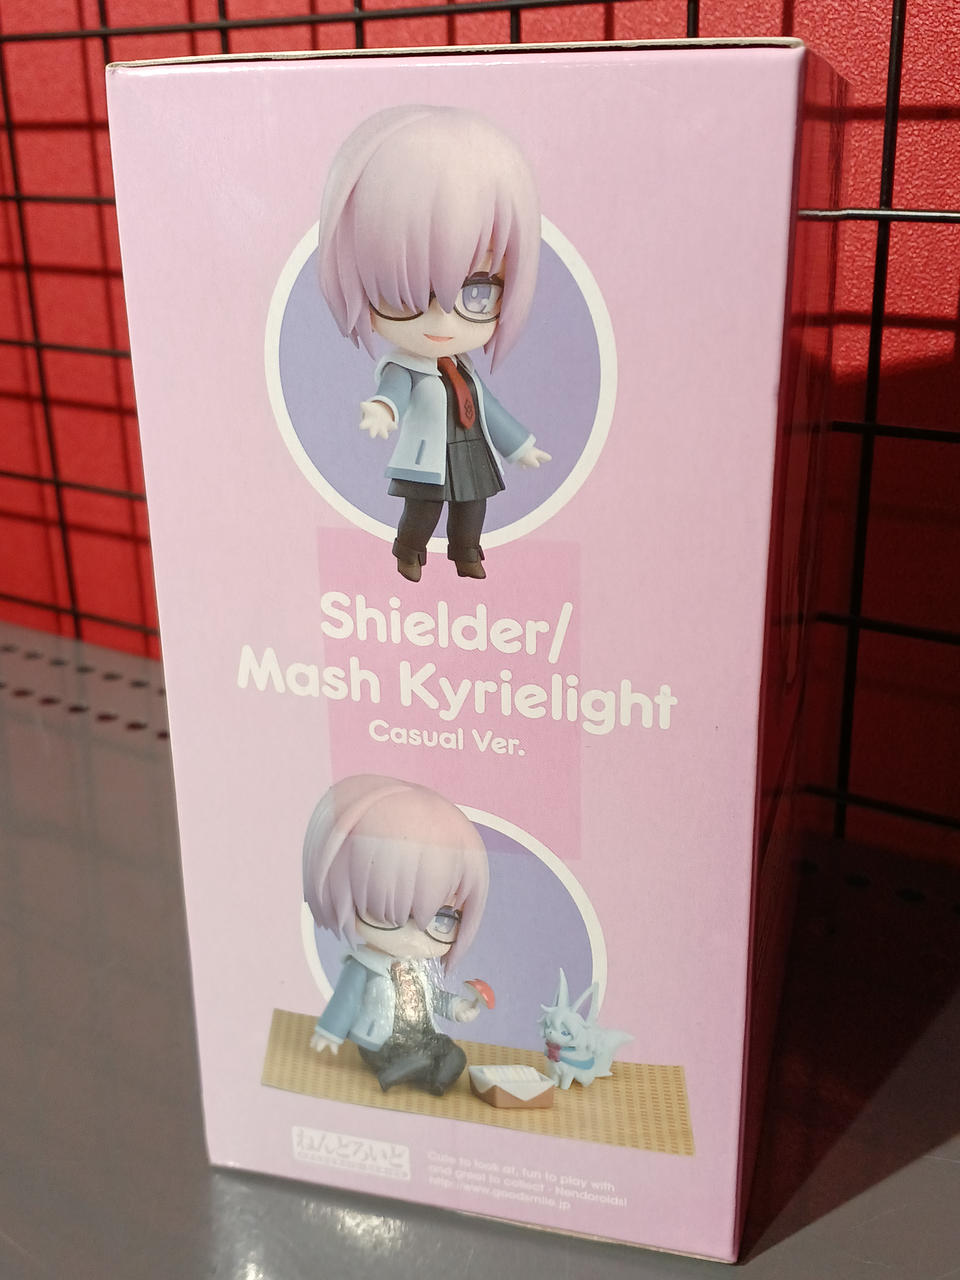 Shielder/
Mash Kyrielight
Casual Ver.
ねんどろいど
Cute to look at, fun to play with
and great to collect - Nendoroids!
http://www.goodsmile.jp